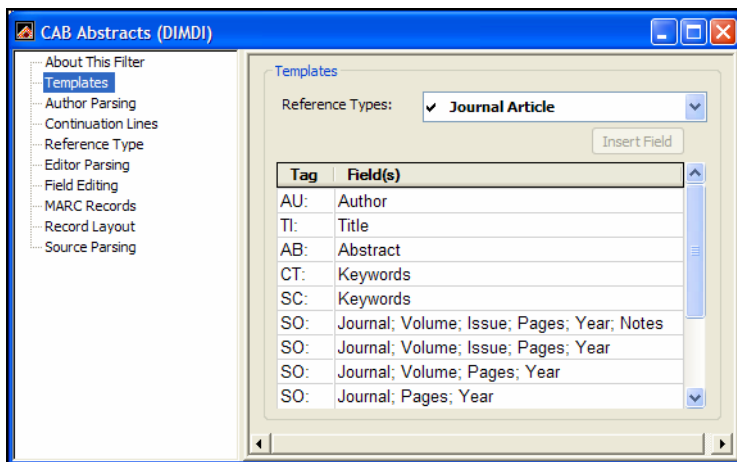 CAB Abstracts (DIMDI)
About This Filter
Templates
Author Parsing
Continuation Lines
Reference Type
Editor Parsing
Field Editing
MARC Records
Record Layout
Source Parsing
Templates
Reference Types:
Journal Article
Insert Field
Tag Field(s)
AU: Author
TI: Title
AB: Abstract
CT: Keywords
SC: Keywords
SO: Journal; Volume; Issue; Pages; Year; Notes
SO: Journal; Volume; Issue; Pages; Year
SO: Journal; Volume; Pages; Year
SO: Journal; Pages; Year